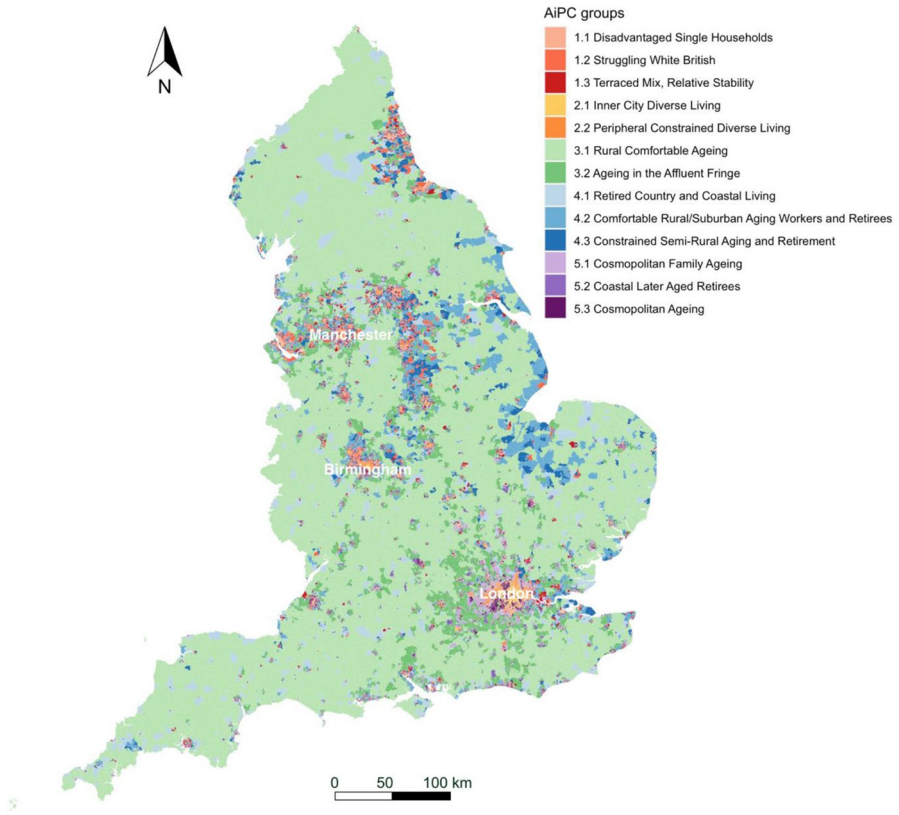 AiPC groups
1.1 Disadvantaged Single Households
1.2 Struggling White British
1.3 Terraced Mix, Relative Stability
2.1 Inner City Diverse Living
2.2 Peripheral Constrained Diverse Living
3.1 Rural Comfortable Ageing
3.2 Ageing in the Affluent Fringe
4.1 Retired Country and Coastal Living
4.2 Comfortable Rural/Suburban Aging Workers and Retirees
4.3 Constrained Semi-Rural Aging and Retirement
5.1 Cosmopolitan Family Ageing
5.2 Coastal Later Aged Retirees
5.3 Cosmopolitan Ageing
N
Manchester
Birmingham
London
0 50 100 km